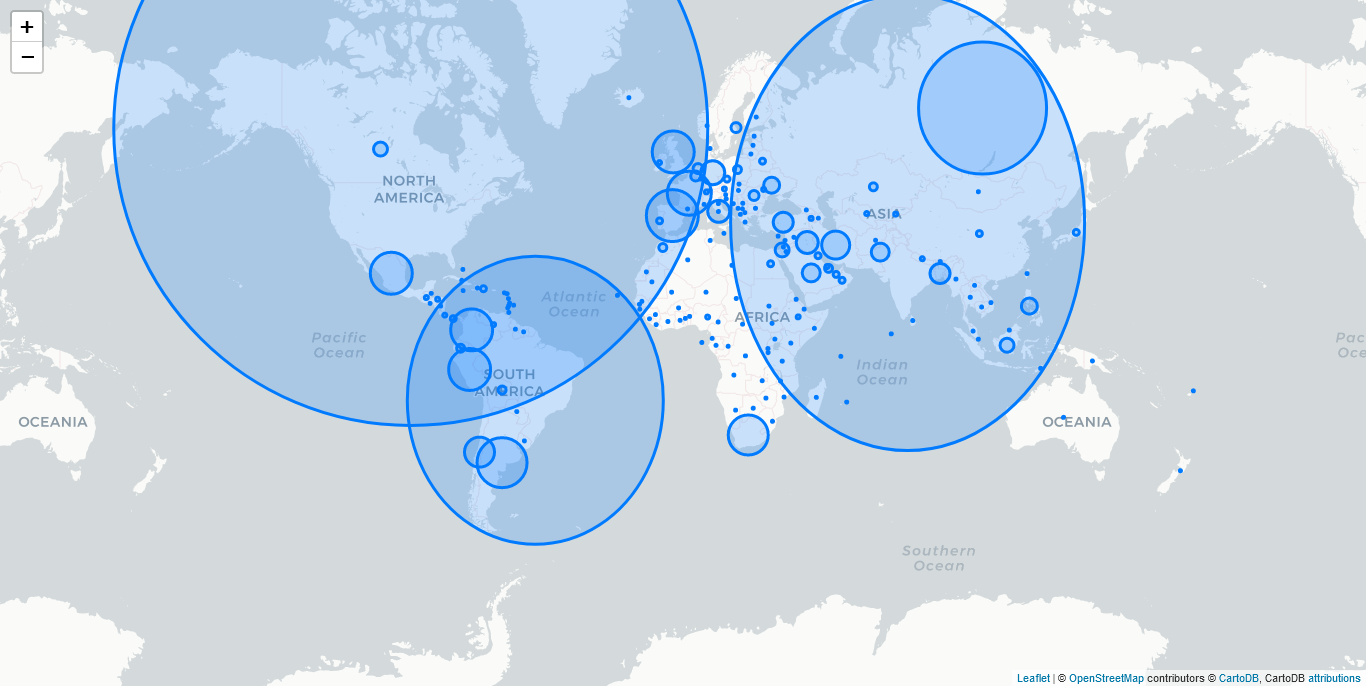 +
−
NORTH
AMERICA
ASIA
Atlantic
Ocean
AFRICA
Pacific
Ocean
Pac
Oce
Indian
Ocean
SOUTH
AMERICA
OCEANIA
OCEANIA
Southern
Ocean
Leaflet | © OpenStreetMap contributors © CartoDB, CartoDB attributions